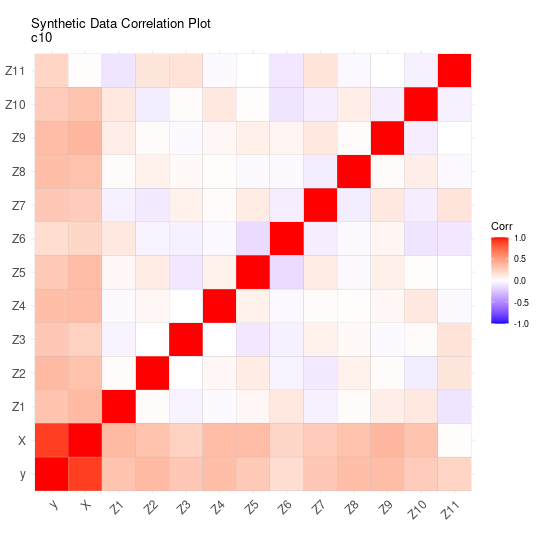 Synthetic Data Correlation Plot
c10
Z11
Z10
Z9
Z8
Z7
Z6
Z5
Z4
Z3
Z2
Z1
X
y
y X Z1 Z2 Z3 Z4 Z5 Z6 Z7 Z8 Z9 Z10 Z11
Corr
1.0
0.5
0.0
-0.5
-1.0